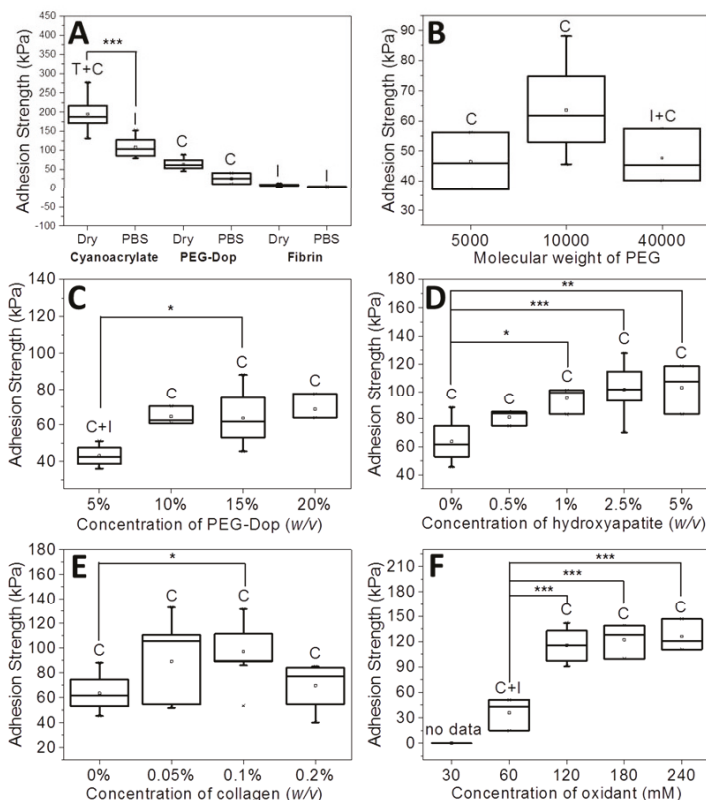 A
Adhesion Strength (kPa)
450
400
350
300
250
200
150
100
50
0
-50
-100
***
T+C
I
C
C
I
I
Dry PBS Dry PBS Dry PBS
Cyanoacrylate PEG-Dop Fibrin
B
Adhesion Strength (kPa)
90
80
70
60
50
40
30
C
C
I+C
5000 10000 40000
Molecular weight of PEG
C
Adhesion Strength (kPa)
140
120
100
80
60
40
*
C+I
C
C
C
5% 10% 15% 20%
Concentration of PEG-Dop (w/v)
D
Adhesion Strength (kPa)
180
160
140
120
100
80
60
40
**
***
*
C
C
C
C
C
0% 0.5% 1% 2.5% 5%
Concentration of hydroxyapatite (w/v)
E
Adhesion Strength (kPa)
180
160
140
120
100
80
60
40
20
*
C
C
C
C
0% 0.05% 0.1% 0.2%
Concentration of collagen (w/v)
F
Adhesion Strength (kPa)
210
180
150
120
90
60
30
0
***
***
***
no data
C+I
C
C
C
30 60 120 180 240
Concentration of oxidant (mM)